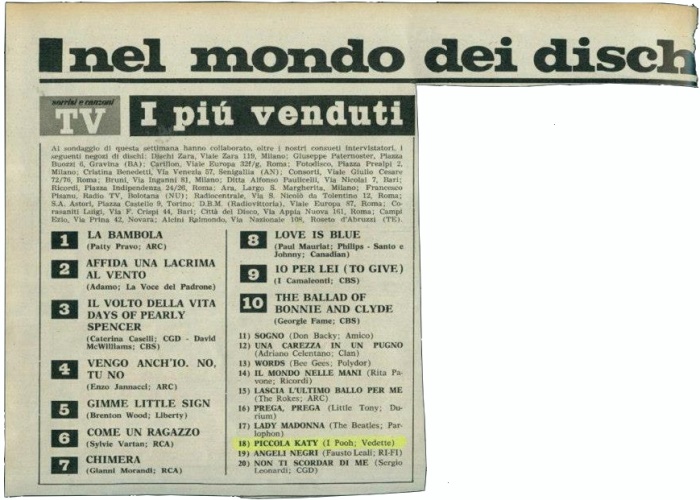 nel mondo dei disch
sorrisi e canzoni
TV
I piú venduti
Al sondaggio di questa settimana hanno collaborato, oltre i nostri consueti intervistatori, i
seguenti negozi di dischi: Dischi Zara, Viale Zara 119, Milano; Giuseppe Paternoster, Piazza
Buozzi 6, Gravina (BA); Carillon, Viale Europa 32f/g, Roma; Fotodisco, Piazza Prealpi 2,
Milano; Cristina Benedetti, Via Venezia 57, Senigallia (AN); Consorti, Viale Giulio Cesare
72/76, Roma; Bruni, Via Inganni 81, Milano; Ditta Alfonso Paulicelli, Via Nicolai 7, Bari;
Ricordi, Piazza Indipendenza 24/26, Roma; Ara, Largo S. Margherita, Milano; Francesco
Pisanu, Radio TV, Bolotana (NU); Radiocentrale, Via S. Nicolò da Tolentino 12, Roma;
S.A. Astori, Piazza Castello 9, Torino; D.B.M. (Radiovittoria), Viale Europa 87, Roma; Co-
rasaniti Luigi, Via F. Crispi 44, Bari; Città del Disco, Via Appia Nuova 161, Roma; Campi
Ezio, Via Prina 42, Novara; Alcini Raimondo, Via Nazionale 108, Roseto d'Abruzzi (TE).
1 LA BAMBOLA
(Patty Pravo; ARC)
2 AFFIDA UNA LACRIMA
AL VENTO
(Adamo; La Voce del Padrone)
3 IL VOLTO DELLA VITA
DAYS OF PEARLY
SPENCER
(Caterina Caselli; CGD - David
McWilliams; CBS)
4 VENGO ANCH'IO. NO,
TU NO
(Enzo Jannacci; ARC)
5 GIMME LITTLE SIGN
(Brenton Wood; Liberty)
6 COME UN RAGAZZO
(Sylvie Vartan; RCA)
7 CHIMERA
(Gianni Morandi; RCA)
8 LOVE IS BLUE
(Paul Mauriat; Philips - Santo e
Johnny; Canadian)
9 IO PER LEI (TO GIVE)
(I Camaleonti; CBS)
10 THE BALLAD OF
BONNIE AND CLYDE
(Georgie Fame; CBS)
11) SOGNO (Don Backy; Amico)
12) UNA CAREZZA IN UN PUGNO
(Adriano Celentano; Clan)
13) WORDS (Bee Gees; Polydor)
14) IL MONDO NELLE MANI (Rita Pa-
vone; Ricordi)
15) LASCIA L'ULTIMO BALLO PER ME
(The Rokes; ARC)
16) PREGA, PREGA (Little Tony; Du-
rium)
17) LADY MADONNA (The Beatles; Par-
lophon)
18) PICCOLA KATY (I Pooh; Vedette)
19) ANGELI NEGRI (Fausto Leali; RI-FI)
20) NON TI SCORDAR DI ME (Sergio
Leonardi; CGD)